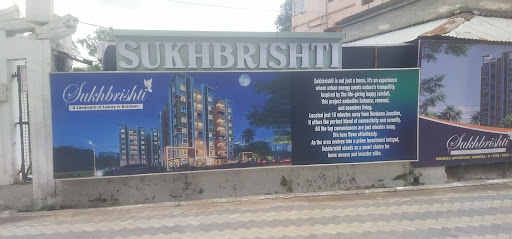 SUKHBRISHTI
Sukhbrishti
A Landmark of Luxury in Burdwan
Sukhbrishti is not just a home, it's an experience
where urban energy meets nature's tranquility.
Inspired by the life-giving happy rainfall,
this project embodies balance, renewal,
and seamless living.
Located just 15 minutes away from Burdwan Junction,
it offers the perfect blend of connectivity and serenity.
All the top conveniences are just minutes away.
life here flows effortlessly.
As the area evolves into a prime investment hotspot,
Sukhbrishti stands as a smart choice for
home owners and investor alike.
Sukhbrishti